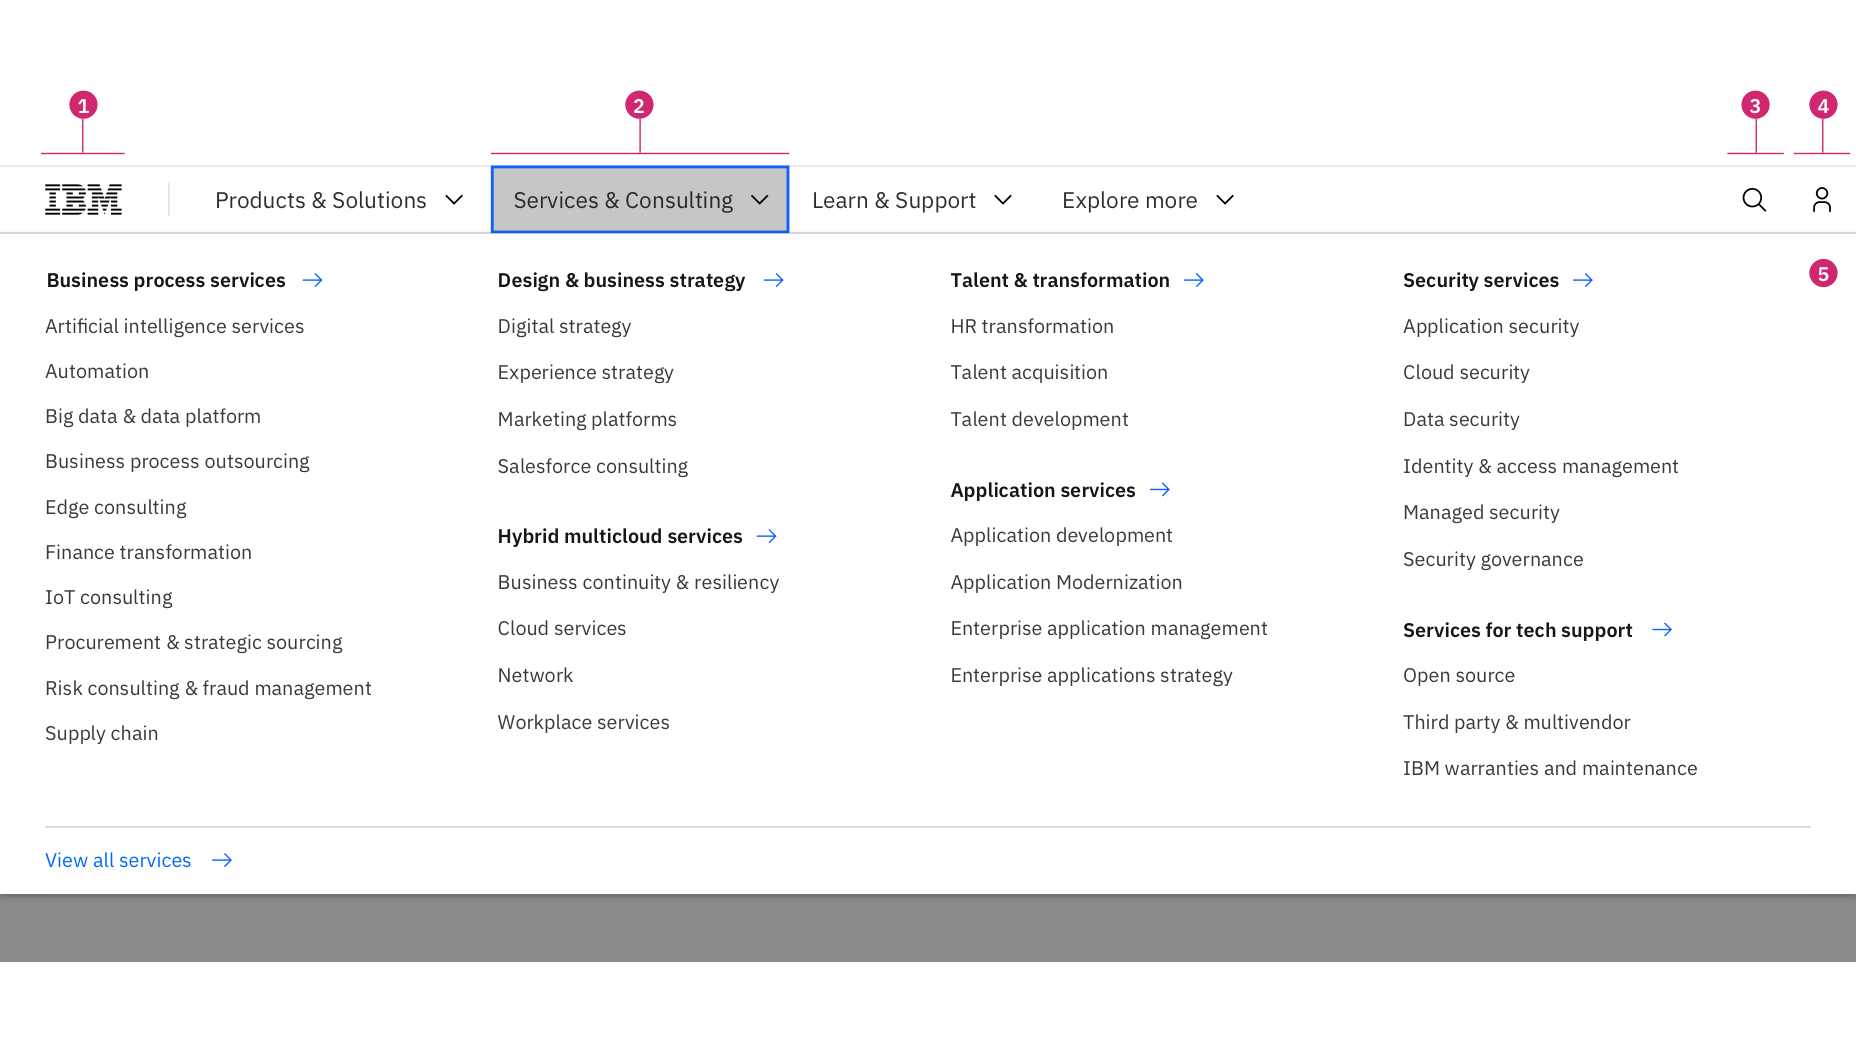 1
2
3
4
IBM
Products & Solutions
Services & Consulting
Learn & Support
Explore more
5
Business process services
Artificial intelligence services
Automation
Big data & data platform
Business process outsourcing
Edge consulting
Finance transformation
IoT consulting
Procurement & strategic sourcing
Risk consulting & fraud management
Supply chain
Design & business strategy
Digital strategy
Experience strategy
Marketing platforms
Salesforce consulting
Hybrid multicloud services
Business continuity & resiliency
Cloud services
Network
Workplace services
Talent & transformation
HR transformation
Talent acquisition
Talent development
Application services
Application development
Application Modernization
Enterprise application management
Enterprise applications strategy
Security services
Application security
Cloud security
Data security
Identity & access management
Managed security
Security governance
Services for tech support
Open source
Third party & multivendor
IBM warranties and maintenance
View all services